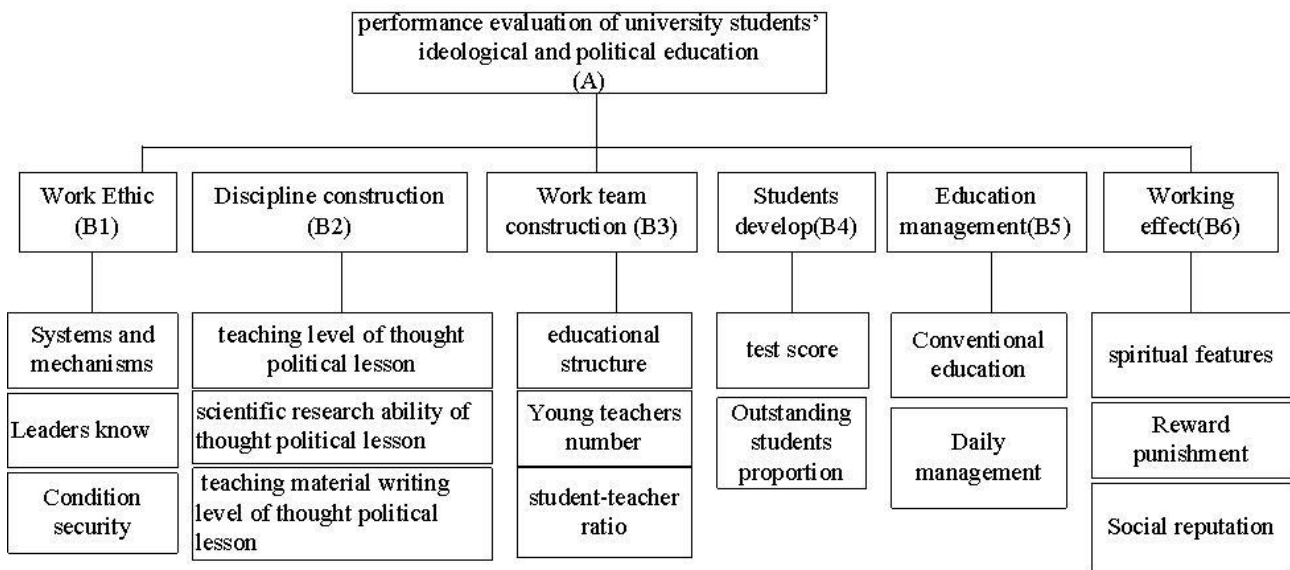 performance evaluation of university students’
ideological and political education
(A)
Work Ethic
(B1)
Discipline construction
(B2)
Work team
construction (B3)
Students
develop(B4)
Education
management(B5)
Working
effect(B6)
Systems and
mechanisms
Leaders know
Condition
security
teaching level of thought
political lesson
scientific research ability of
thought political lesson
teaching material writing
level of thought political
lesson
educational
structure
Young teachers
number
student-teacher
ratio
test score
Outstanding
students
proportion
Conventional
education
Daily
management
spiritual features
Reward
punishment
Social reputation